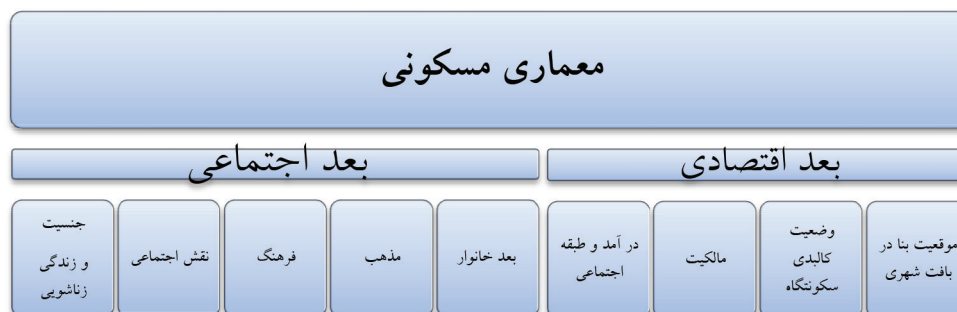 معماری مسکونی
بعد اقتصادی
بعد اجتماعی
موقعیت بنا در
بافت شهری
وضعیت
کالبدی
سکونتگاه
مالکیت
در آمد و طبقه
اجتماعی
بعد خانوار
مذهب
فرهنگ
نقش اجتماعی
جنسیت
و زندگی
زناشویی